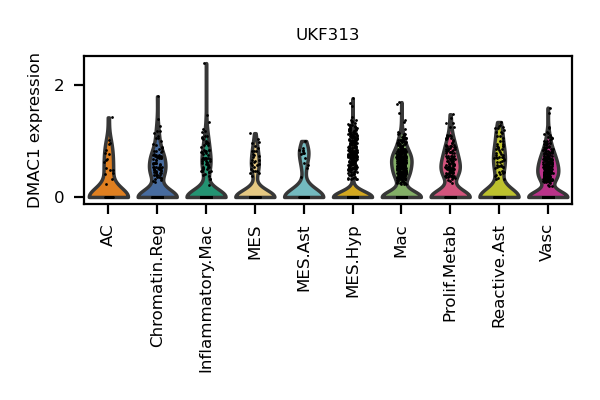 UKF313
DMAC1 expression
2
0
AC
Chromatin.Reg
Inflammatory.Mac
MES
MES.Ast
MES.Hyp
Mac
Prolif.Metab
Reactive.Ast
Vasc